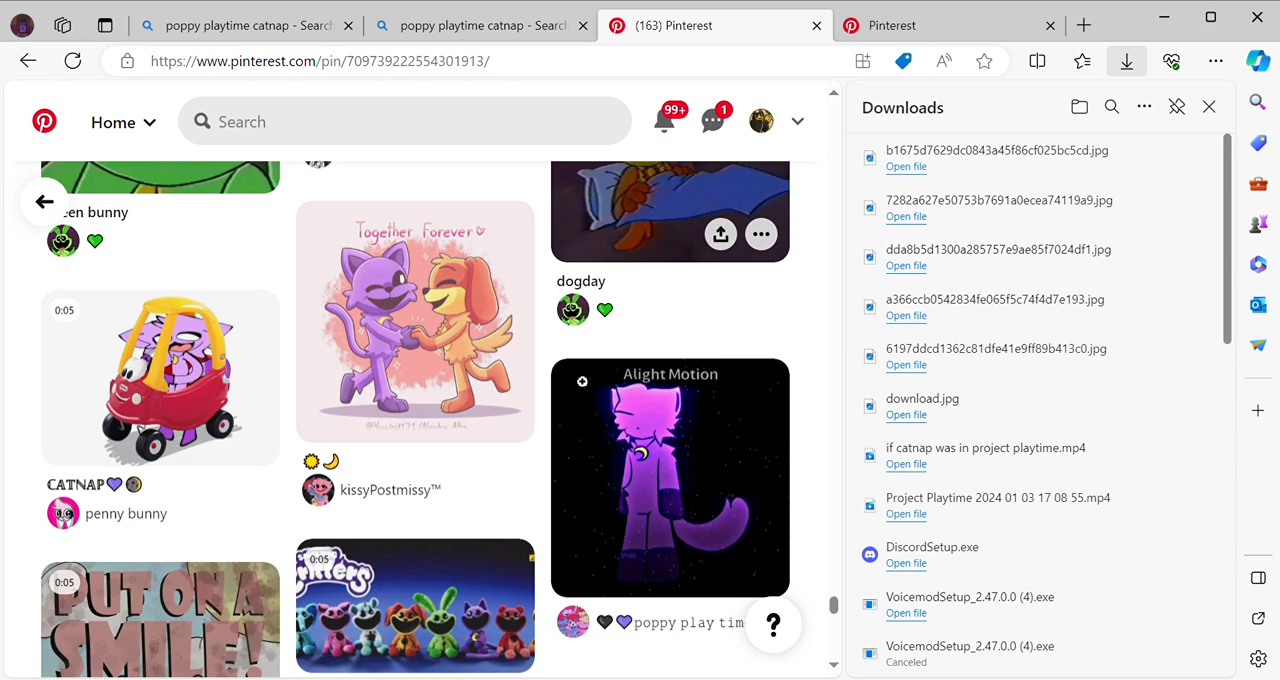 poppy playtime catnap - Search
poppy playtime catnap - Search
(163) Pinterest
Pinterest
https://www.pinterest.com/pin/709739222554301913/
Home
Search
99+
1
een bunny
0:05
CATNAP💜🌘
penny bunny
0:05
PUT ON A
SMILE!
Together Forever♡
🌞🌙
kissyPostmissy™
0:05
Critters
dogday
Alight Motion
🖤💜poppy play tim
?
Downloads
b1675d7629dc0843a45f86cf025bc5cd.jpg
Open file
7282a627e50753b7691a0ecea74119a9.jpg
Open file
dda8b5d1300a285757e9ae85f7024df1.jpg
Open file
a366ccb0542834fe065f5c74f4d7e193.jpg
Open file
6197ddcd1362c81dfe41e9ff89b413c0.jpg
Open file
download.jpg
Open file
if catnap was in project playtime.mp4
Open file
Project Playtime 2024 01 03 17 08 55.mp4
Open file
DiscordSetup.exe
Open file
VoicemodSetup_2.47.0.0 (4).exe
Open file
VoicemodSetup_2.47.0.0 (4).exe
Canceled